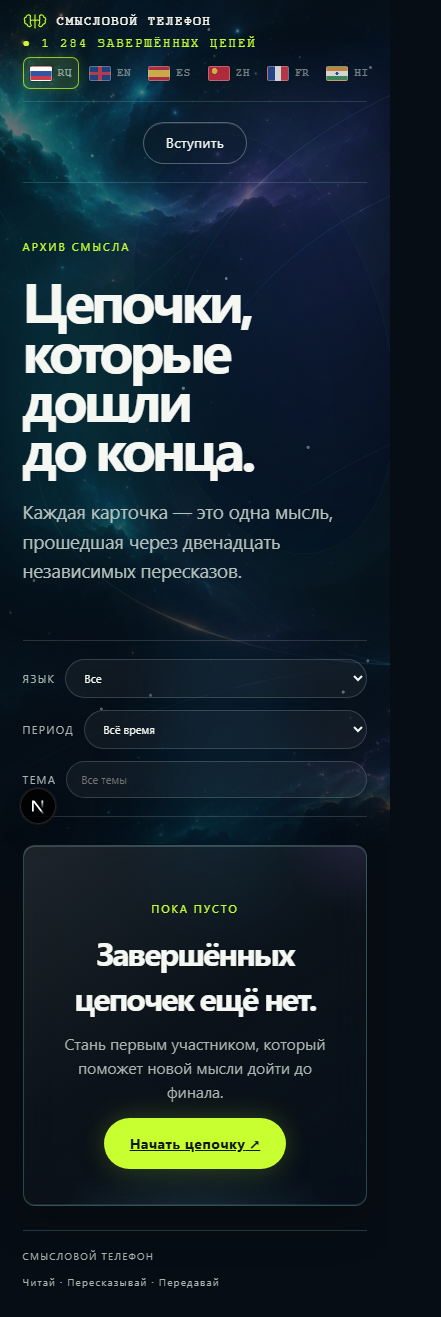 СМЫСЛОВОЙ ТЕЛЕФОН
1 284 ЗАВЕРШЁННЫХ ЦЕПЕЙ
RU EN ES ZH FR HI
Вступить
АРХИВ СМЫСЛА
Цепочки,
которые
дошли
до конца.
Каждая карточка — это одна мысль,
прошедшая через двенадцать
независимых пересказов.
ЯЗЫК Все
ПЕРИОД Всё время
ТЕМА Все темы
N
ПОКА ПУСТО
Завершённых
цепочек ещё нет.
Стань первым участником, который
поможет новой мысли дойти до
финала.
Начать цепочку ↗
СМЫСЛОВОЙ ТЕЛЕФОН
Читай · Пересказывай · Передавай